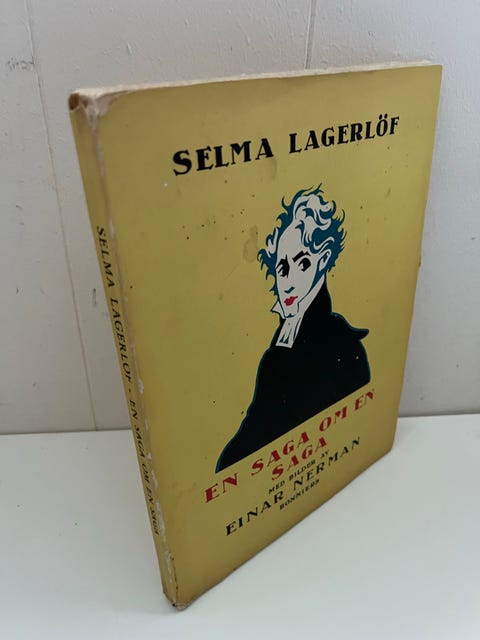 SELMA LAGERLÖF
EN SAGA OM EN
SAGA
MED BILDER AV
EINAR NERMAN
BONNIERS
SELMA LAGERLÖF - EN SAGA OM EN SAGA